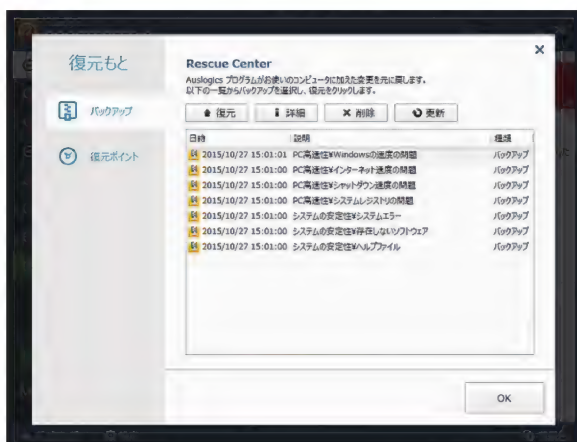 復元もと
バックアップ
復元ポイント
Rescue Center
Auslogics プログラムがお使いのコンピュータに加えた変更を元に戻します。
以下の一覧からバックアップを選択し、復元をクリックします。
復元 詳細 削除 更新
日時 説明 種類
2015/10/27 15:01:01 PC高速性¥Windowsの速度の問題 バックアップ
2015/10/27 15:01:00 PC高速性¥インターネット速度の問題 バックアップ
2015/10/27 15:01:00 PC高速性¥シャットダウン速度の問題 バックアップ
2015/10/27 15:01:00 PC高速性¥システムレジストリの問題 バックアップ
2015/10/27 15:01:00 システムの安定性¥システムエラー バックアップ
2015/10/27 15:01:00 システムの安定性¥存在しないソフトウェア バックアップ
2015/10/27 15:01:00 システムの安定性¥ヘルプファイル バックアップ
OK